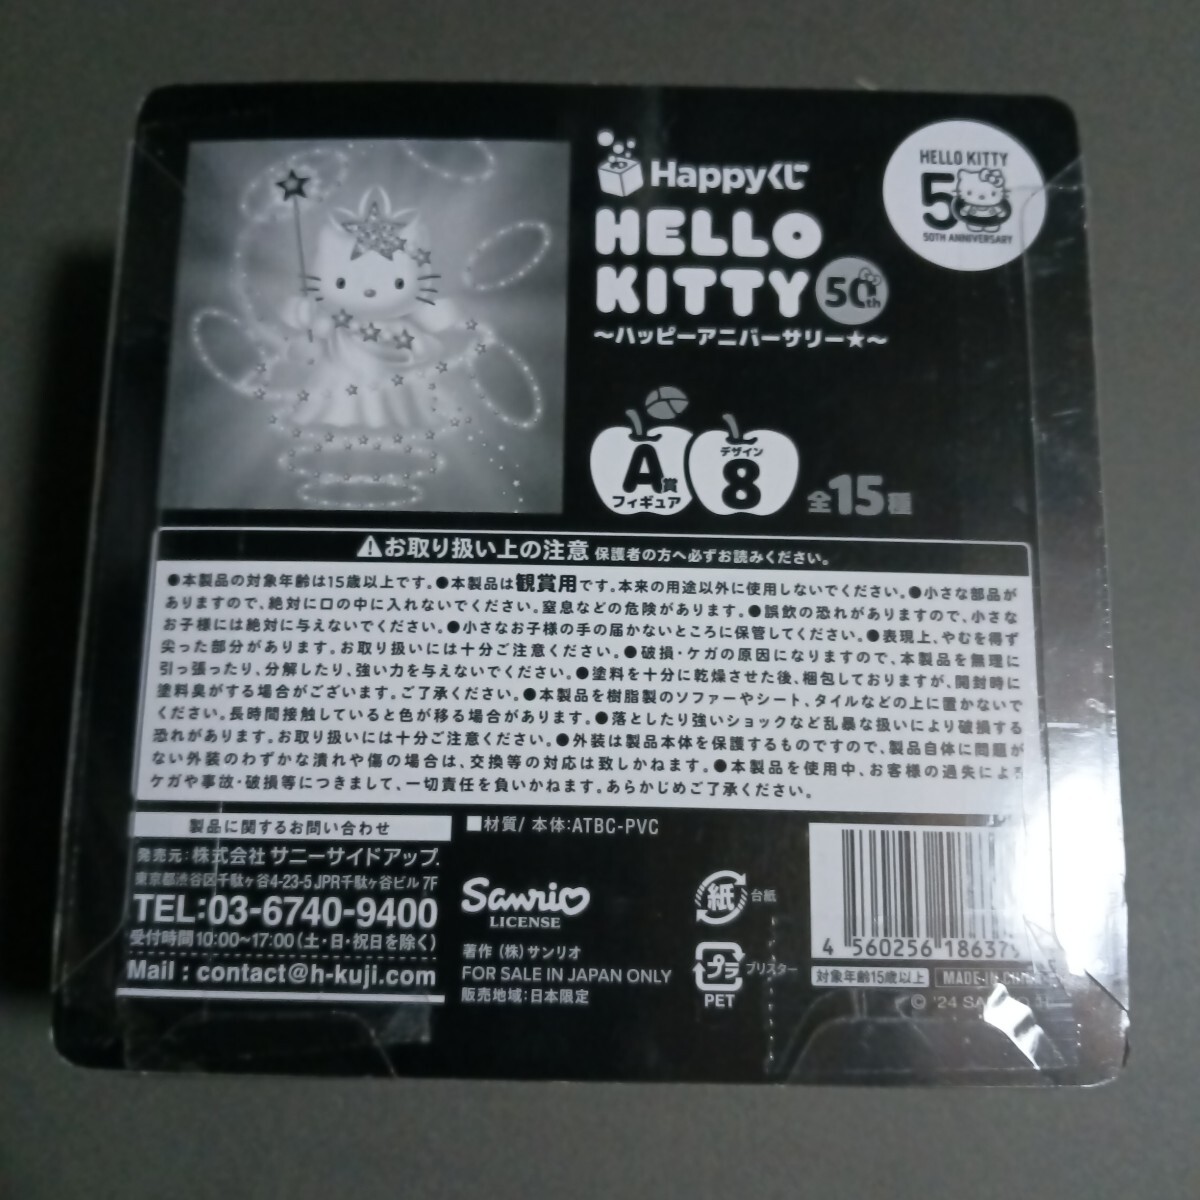 Happyくじ
HELLO
KITTY 50th
～ハッピーアニバーサリー★～
HELLO KITTY
50
50TH ANNIVERSARY
A賞
フィギュア
デザイン
8
全15種
お取り扱い上の注意 保護者の方へ必ずお読みください。
●本製品の対象年齢は15歳以上です。●本製品は観賞用です。本来の用途以外に使用しないでください。●小さな部品が
ありますので、絶対に口の中に入れないでください。窒息などの危険があります。●誤飲の恐れがありますので、小さな
お子様には絶対に与えないでください。●小さなお子様の手の届かないところに保管してください。●表現上、やむを得ず
尖った部分があります。お取り扱いには十分ご注意ください。●破損・ケガの原因になりますので、本製品を無理に
引っ張ったり、分解したり、強い力を与えないでください。●塗料を十分に乾燥させた後、梱包しておりますが、開封時に
塗料臭がする場合がございます。ご了承ください。●本製品を樹脂製のソファーやシート、タイルなどの上に置かないで
ください。長時間接触していると色が移る場合があります。●落としたり強いショックなど乱暴な扱いにより破損する
恐れがあります。お取り扱いには十分ご注意ください。●外装は製品本体を保護するものですので、製品自体に問題が
ない外装のわずかな潰れや傷の場合は、交換等の対応は致しかねます。●本製品を使用中、お客様の過失による
ケガや事故・破損等につきまして、一切責任を負いかねます。あらかじめご了承ください。
製品に関するお問い合わせ
発売元:株式会社 サニーサイドアップ
東京都渋谷区千駄ヶ谷4-23-5 JPR千駄ヶ谷ビル 7F
TEL:03-6740-9400
受付時間 10:00~17:00(土・日・祝日を除く)
Mail : contact@h-kuji.com
■材質/ 本体:ATBC-PVC
Sanrio
LICENSE
著作 (株) サンリオ
FOR SALE IN JAPAN ONLY
販売地域:日本限定
紙 台紙
プラ ブリスター
PET
4 560256 186379
対象年齢15歳以上
MADE IN CHINA
© '24